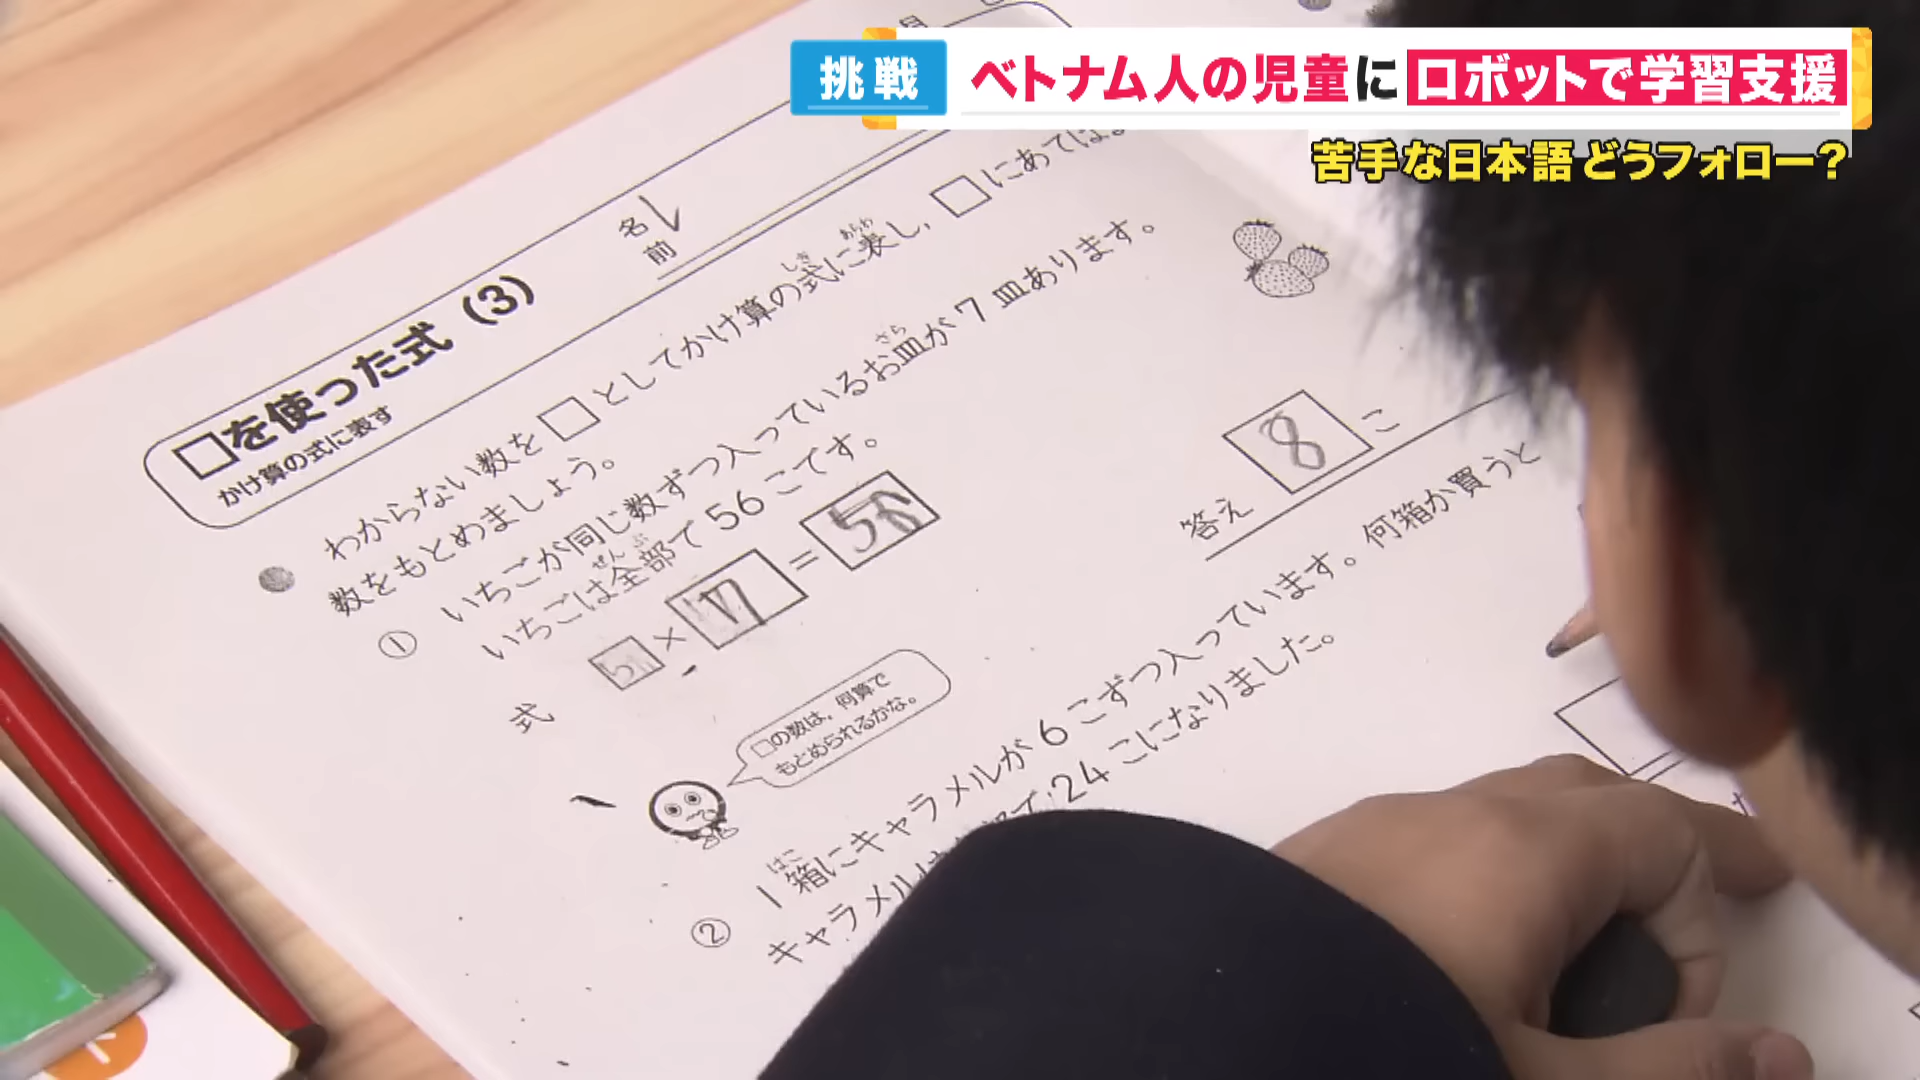 挑戦
ベトナム人の児童にロボットで学習支援
苦手な日本語 どうフォロー?
名前
□を使った式 (3)
かけ算の式に表す
わからない数を□としてかけ算の式に表し, □にあてはま
数をもとめましょう。
① いちごが同じ数ずつ入っているお皿が7皿あります。
いちごは全部で56こです。
式 × 7 = 56
答え 8 こ
□の数は, 何算で
もとめられるかな。
② 1箱にキャラメルが6こずつ入っています。何箱か買うと
キャラメルは で24こになりました。